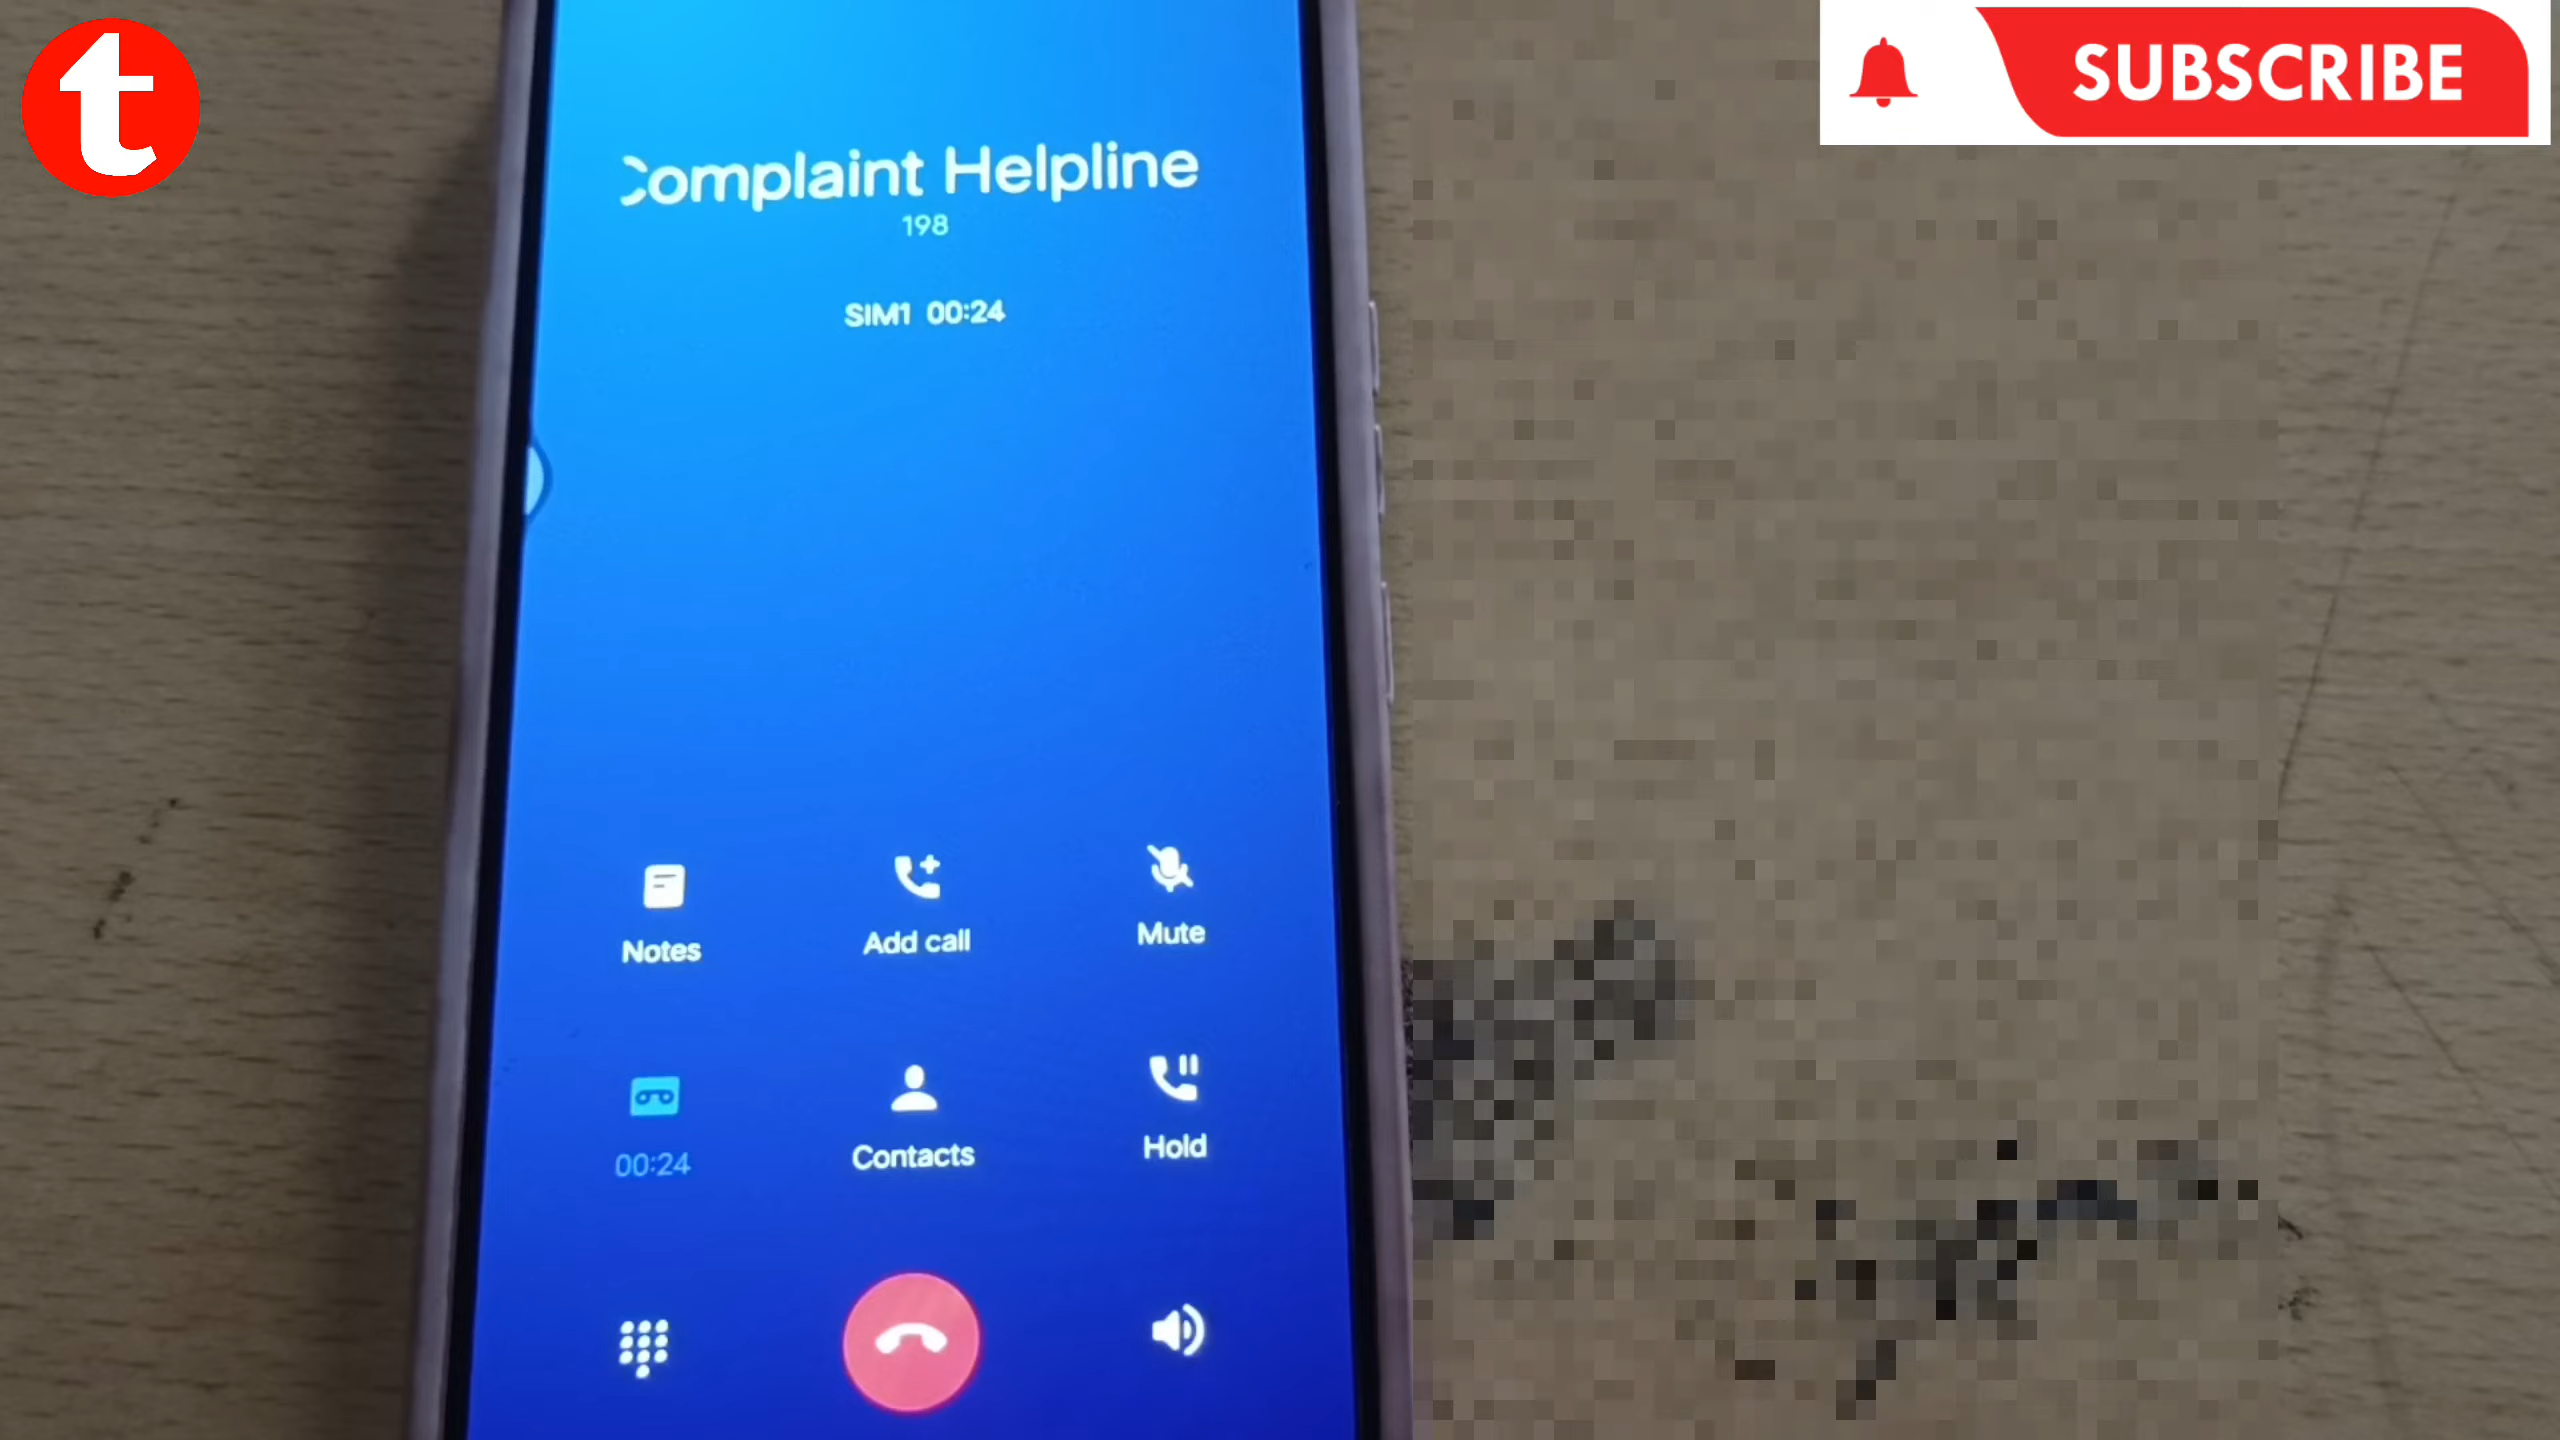 t
SUBSCRIBE
Complaint Helpline
198
SIM1 00:24
Notes
Add call
Mute
00:24
Contacts
Hold